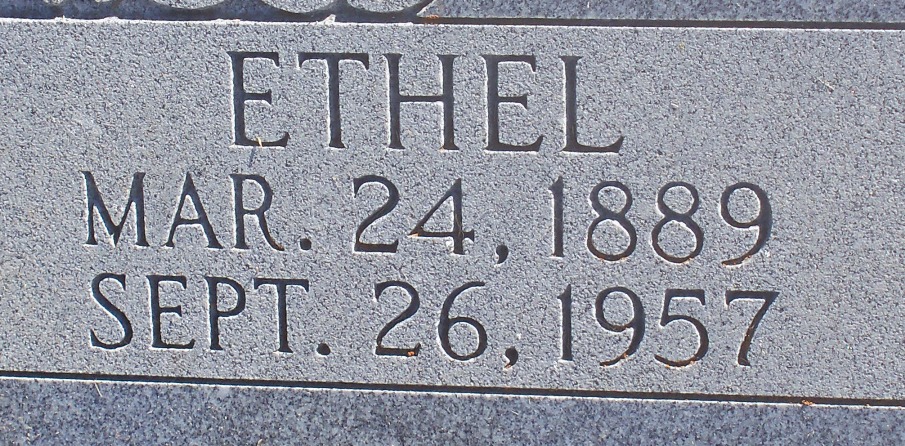 ETHEL
MAR. 24, 1889
SEPT. 26, 1957